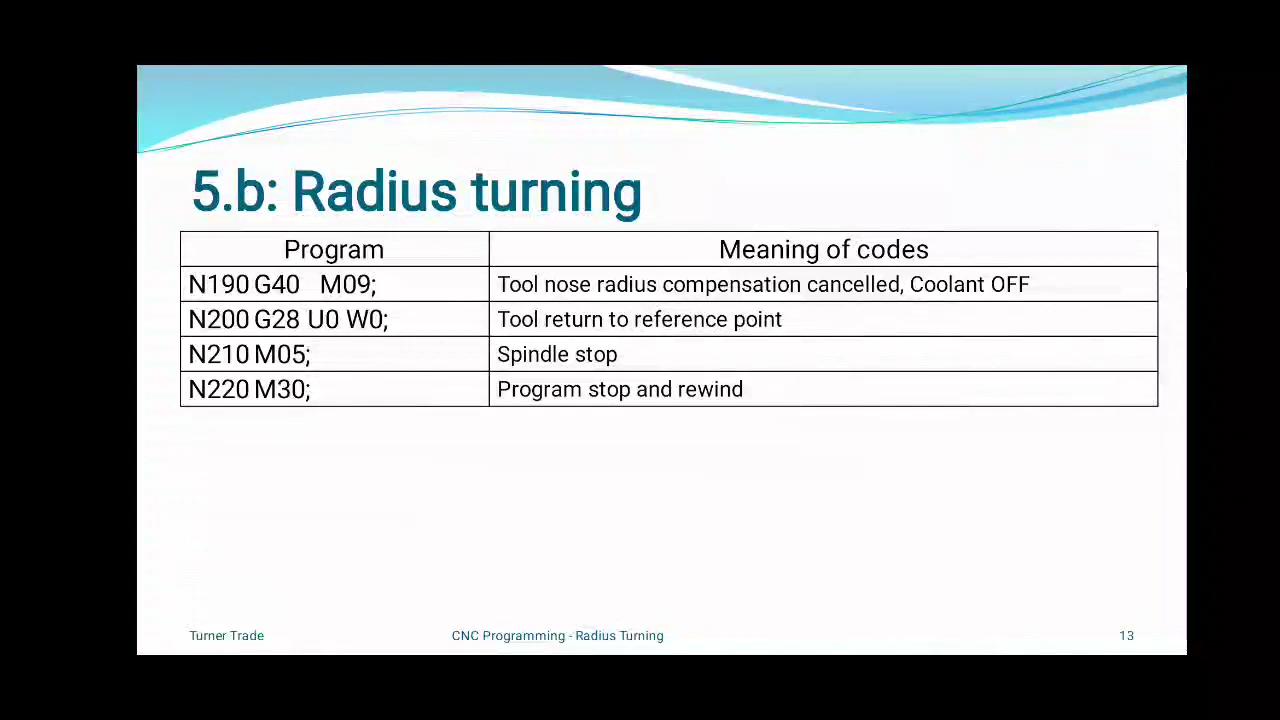 5.b: Radius turning
Program Meaning of codes
N190 G40 M09; Tool nose radius compensation cancelled, Coolant OFF
N200 G28 U0 W0; Tool return to reference point
N210 M05; Spindle stop
N220 M30; Program stop and rewind
Turner Trade CNC Programming - Radius Turning 13